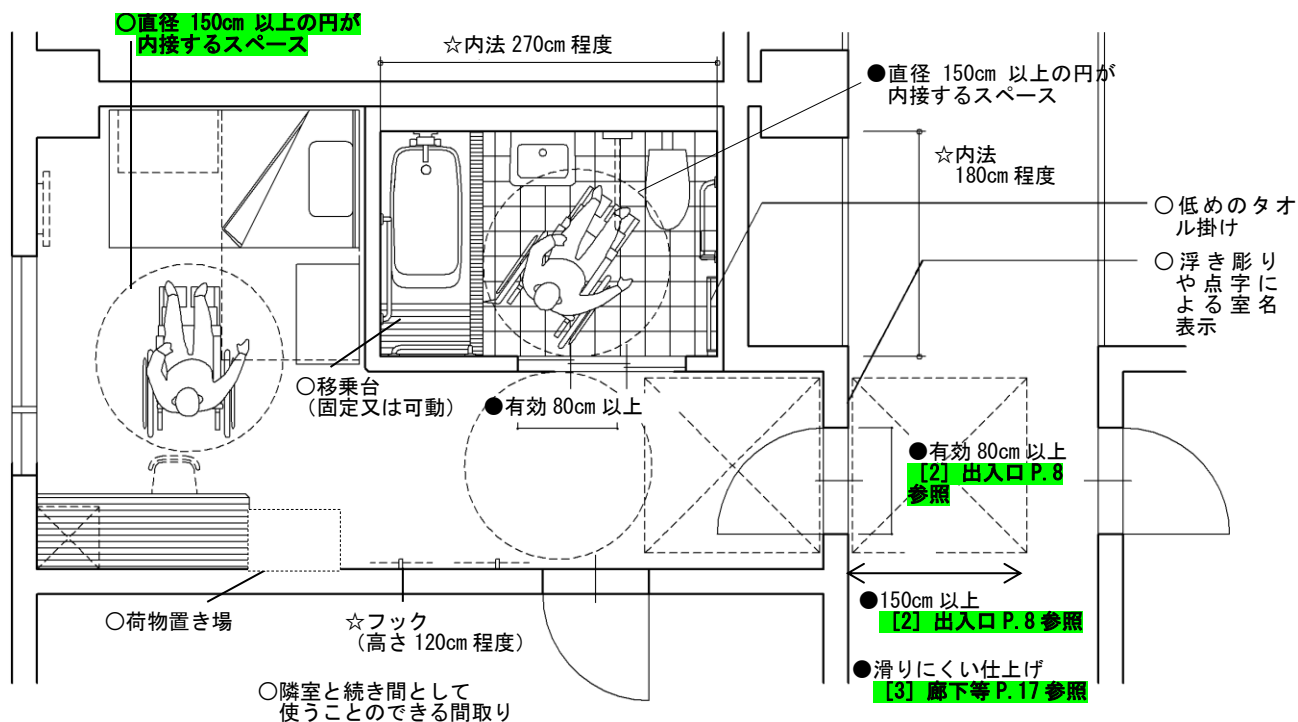 ○直径 150cm 以上の円が
内接するスペース
☆内法 270cm 程度
●直径 150cm 以上の円が
内接するスペース
☆内法
180cm 程度
○低めのタオ
ル掛け
○浮き彫り
や点字に
よる室名
表示
○移乗台
（固定又は可動）
●有効 80cm 以上
●有効 80cm 以上
［2］出入口 P.8
参照
○荷物置き場
☆フック
（高さ 120cm 程度）
●150cm 以上
［2］出入口 P.8 参照
●滑りにくい仕上げ
［3］廊下等 P.17 参照
○隣室と続き間として
使うことのできる間取り